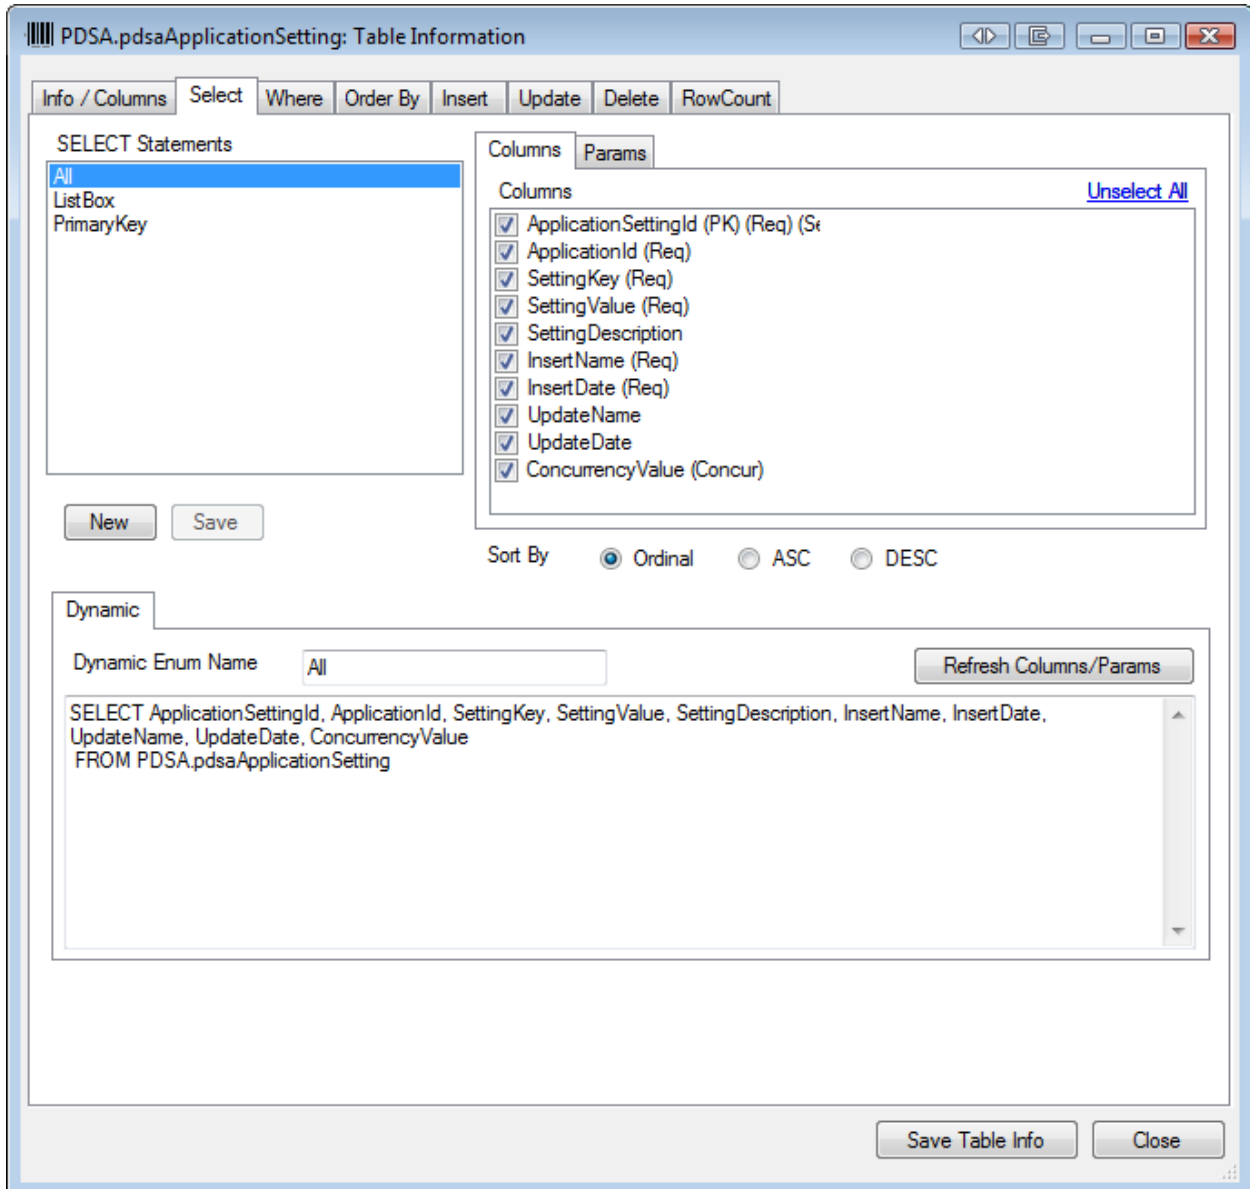 PDSA.pdsaApplicationSetting: Table Information
Info / Columns Select Where Order By Insert Update Delete RowCount
SELECT Statements
All
ListBox
PrimaryKey
New Save
Columns Params
Columns Unselect All
ApplicationSettingId (PK) (Req) (Se
ApplicationId (Req)
SettingKey (Req)
SettingValue (Req)
SettingDescription
InsertName (Req)
InsertDate (Req)
UpdateName
UpdateDate
ConcurrencyValue (Concur)
Sort By Ordinal ASC DESC
Dynamic
Dynamic Enum Name All Refresh Columns/Params
SELECT ApplicationSettingId, ApplicationId, SettingKey, SettingValue, SettingDescription, InsertName, InsertDate,
UpdateName, UpdateDate, ConcurrencyValue
FROM PDSA.pdsaApplicationSetting
Save Table Info Close